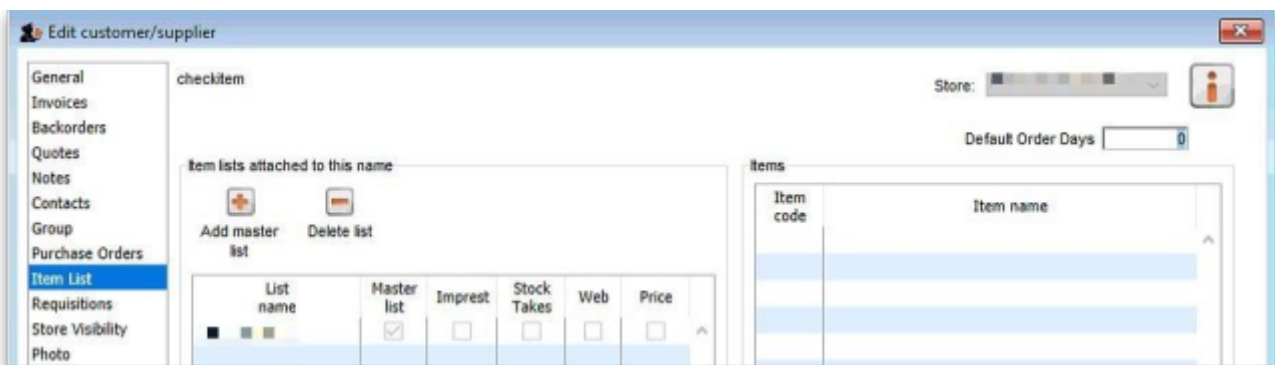 Edit customer/supplier
General
Invoices
Backorders
Quotes
Notes
Contacts
Group
Purchase Orders
Item List
Requisitions
Store Visibility
Photo
checkitem
Store:
Default Order Days 0
Item lists attached to this name
Add master list
Delete list
List name Master list Imprest Stock Takes Web Price
Items
Item code Item name